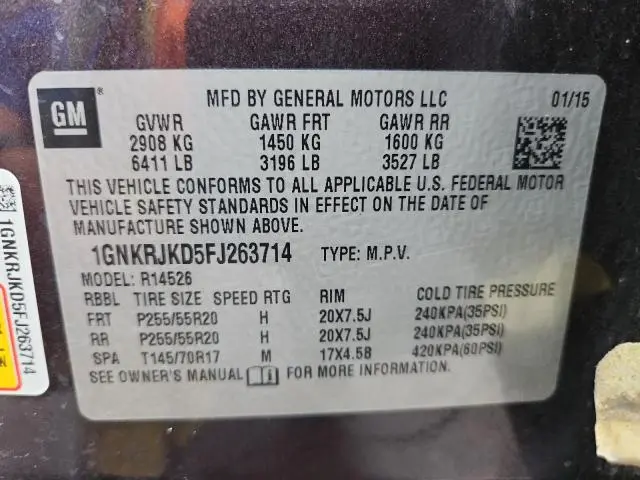 GM®
MFD BY GENERAL MOTORS LLC 01/15
GVWR GAWR FRT GAWR RR
2908 KG 1450 KG 1600 KG
6411 LB 3196 LB 3527 LB
THIS VEHICLE CONFORMS TO ALL APPLICABLE U.S. FEDERAL MOTOR
VEHICLE SAFETY STANDARDS IN EFFECT ON THE DATE OF
MANUFACTURE SHOWN ABOVE.
1GNKRJKD5FJ263714 TYPE: M.P.V.
MODEL: R14526
RBBL TIRE SIZE SPEED RTG RIM COLD TIRE PRESSURE
FRT P255/55R20 H 20X7.5J 240KPA(35PSI)
RR P255/55R20 H 20X7.5J 240KPA(35PSI)
SPA T145/70R17 M 17X4.5B 420KPA(60PSI)
SEE OWNER'S MANUAL FOR MORE INFORMATION.
1GNKRJKD5FJ263714